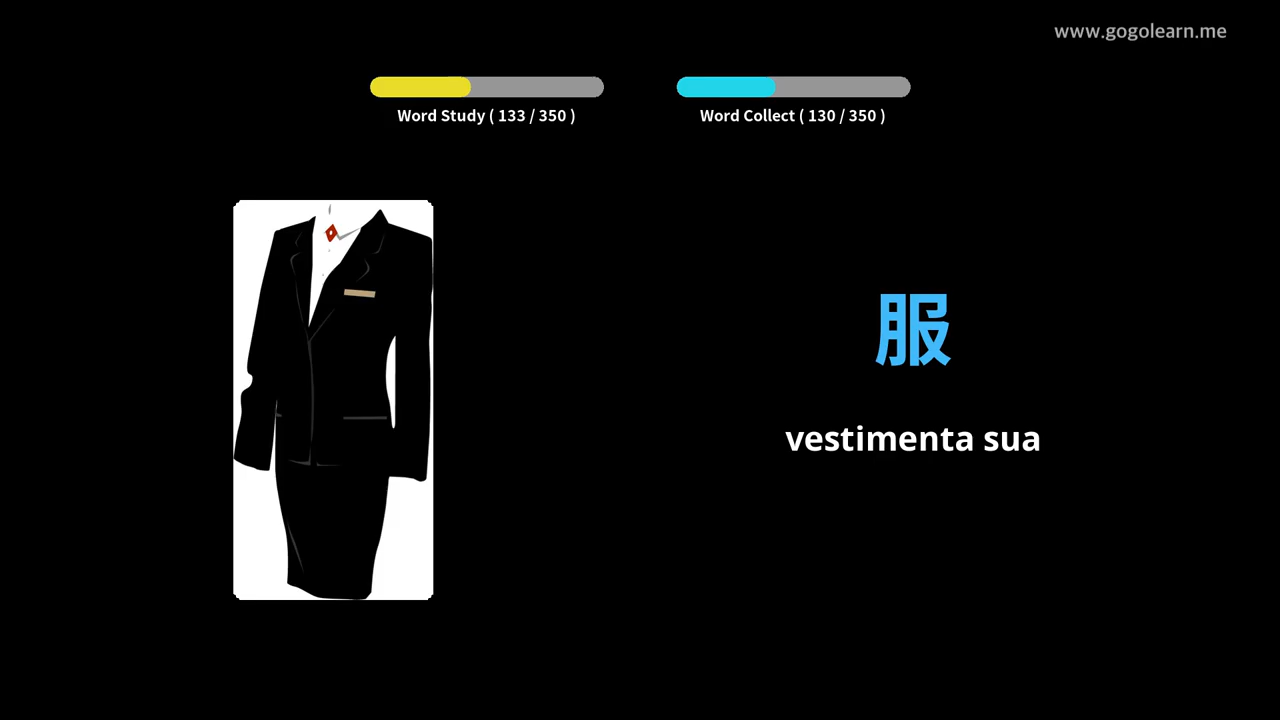 www.gogolearn.me
Word Study ( 133 / 350 )
Word Collect ( 130 / 350 )
服
vestimenta sua